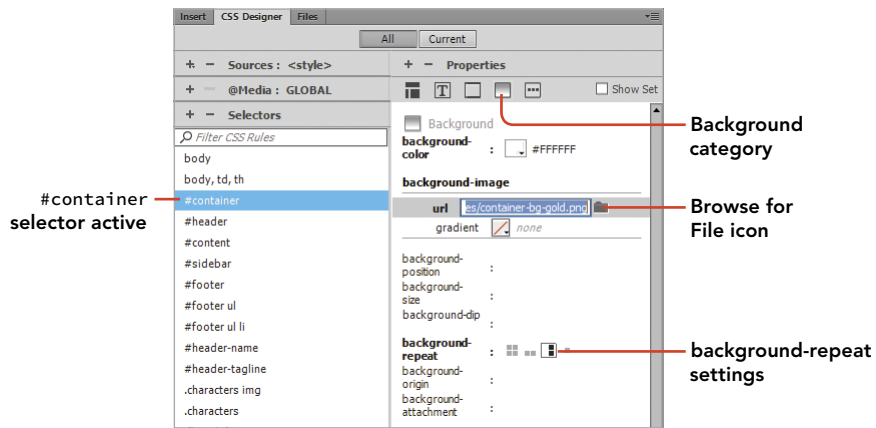 Insert CSS Designer Files
All Current
+ − Sources : <style>
+ − @Media : GLOBAL
+ − Selectors
Filter CSS Rules
body
body, td, th
#container
#header
#content
#sidebar
#footer
#footer ul
#footer ul li
#header-name
#header-tagline
.characters img
.characters
+ − Properties
T Show Set
Background
background-
color : #FFFFFF
background-image
url es/container-bg-gold.png
gradient none
background-
position :
background-
size :
background-dip
:
background-
repeat :
background-
origin :
background-
attachment :
#container
selector active
Background
category
Browse for
File icon
background-repeat
settings